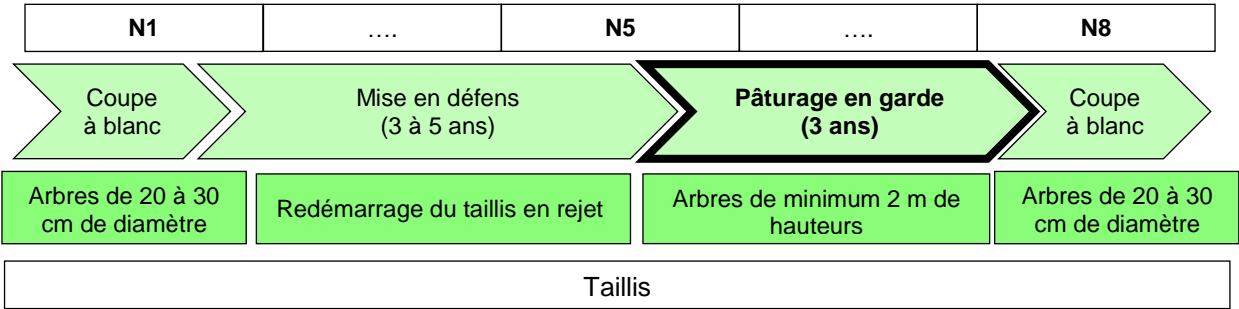 N1
….
N5
….
N8
Coupe
à blanc
Mise en défens
(3 à 5 ans)
Pâturage en garde
(3 ans)
Coupe
à blanc
Arbres de 20 à 30
cm de diamètre
Redémarrage du taillis en rejet
Arbres de minimum 2 m de
hauteurs
Arbres de 20 à 30
cm de diamètre
Taillis